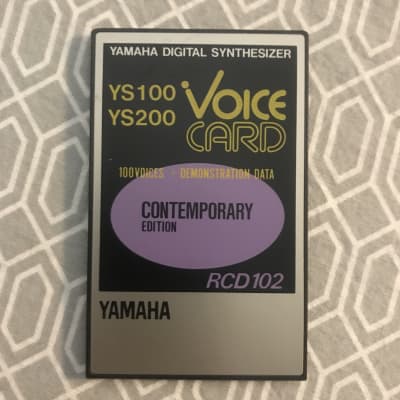 YAMAHA DIGITAL SYNTHESIZER
YS100 VOICE
YS200 CARD
100VOICES + DEMONSTRATION DATA
CONTEMPORARY
EDITION
RCD102
YAMAHA